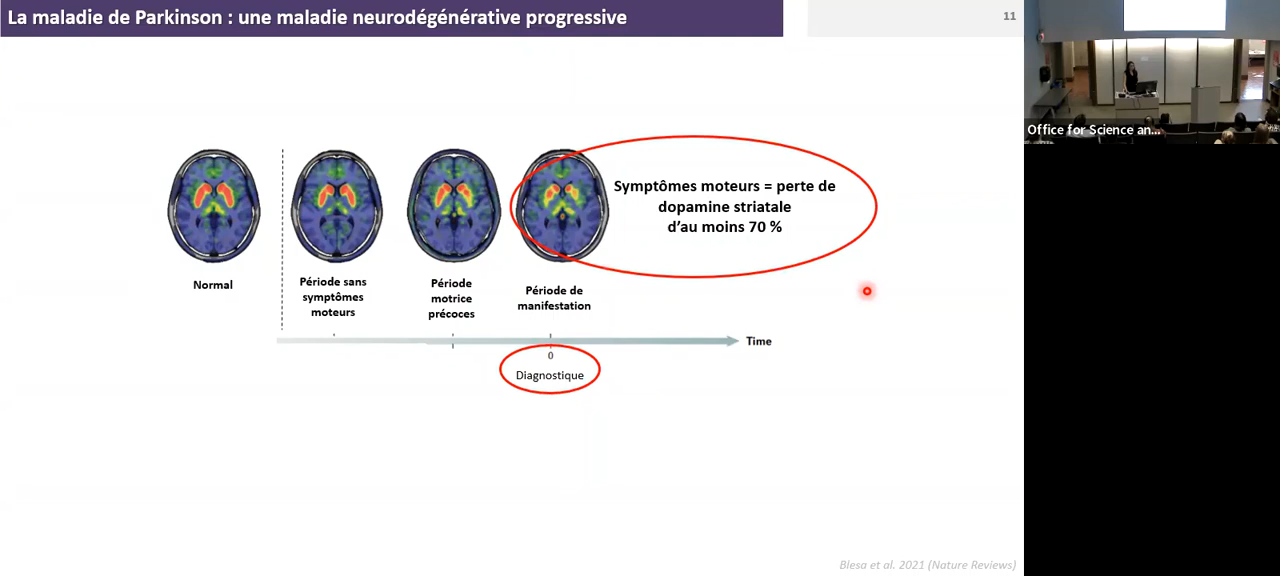 La maladie de Parkinson : une maladie neurodégénérative progressive
11
Symptômes moteurs = perte de
dopamine striatale
d'au moins 70 %
Normal
Période sans
symptômes
moteurs
Période
motrice
précoces
Période de
manifestation
Time
0
Diagnostique
Blesa et al. 2021 (Nature Reviews)
Office for Science an...